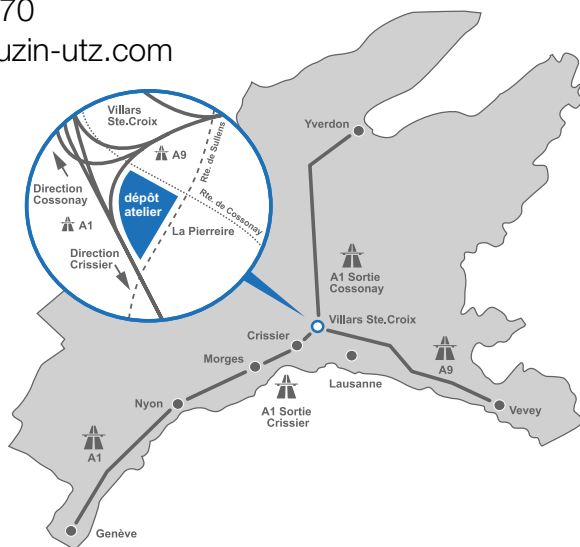 70
uzin-utz.com
Villars
Ste.Croix
A9
Rte. de Sullens
Direction
Cossonay
dépôt
atelier
Rte. de Cossonay
A1
La Pierreire
Direction
Crissier
Yverdon
A1 Sortie
Cossonay
Villars Ste.Croix
Crissier
Morges
Lausanne
A9
Nyon
A1 Sortie
Crissier
Vevey
A1
Genève